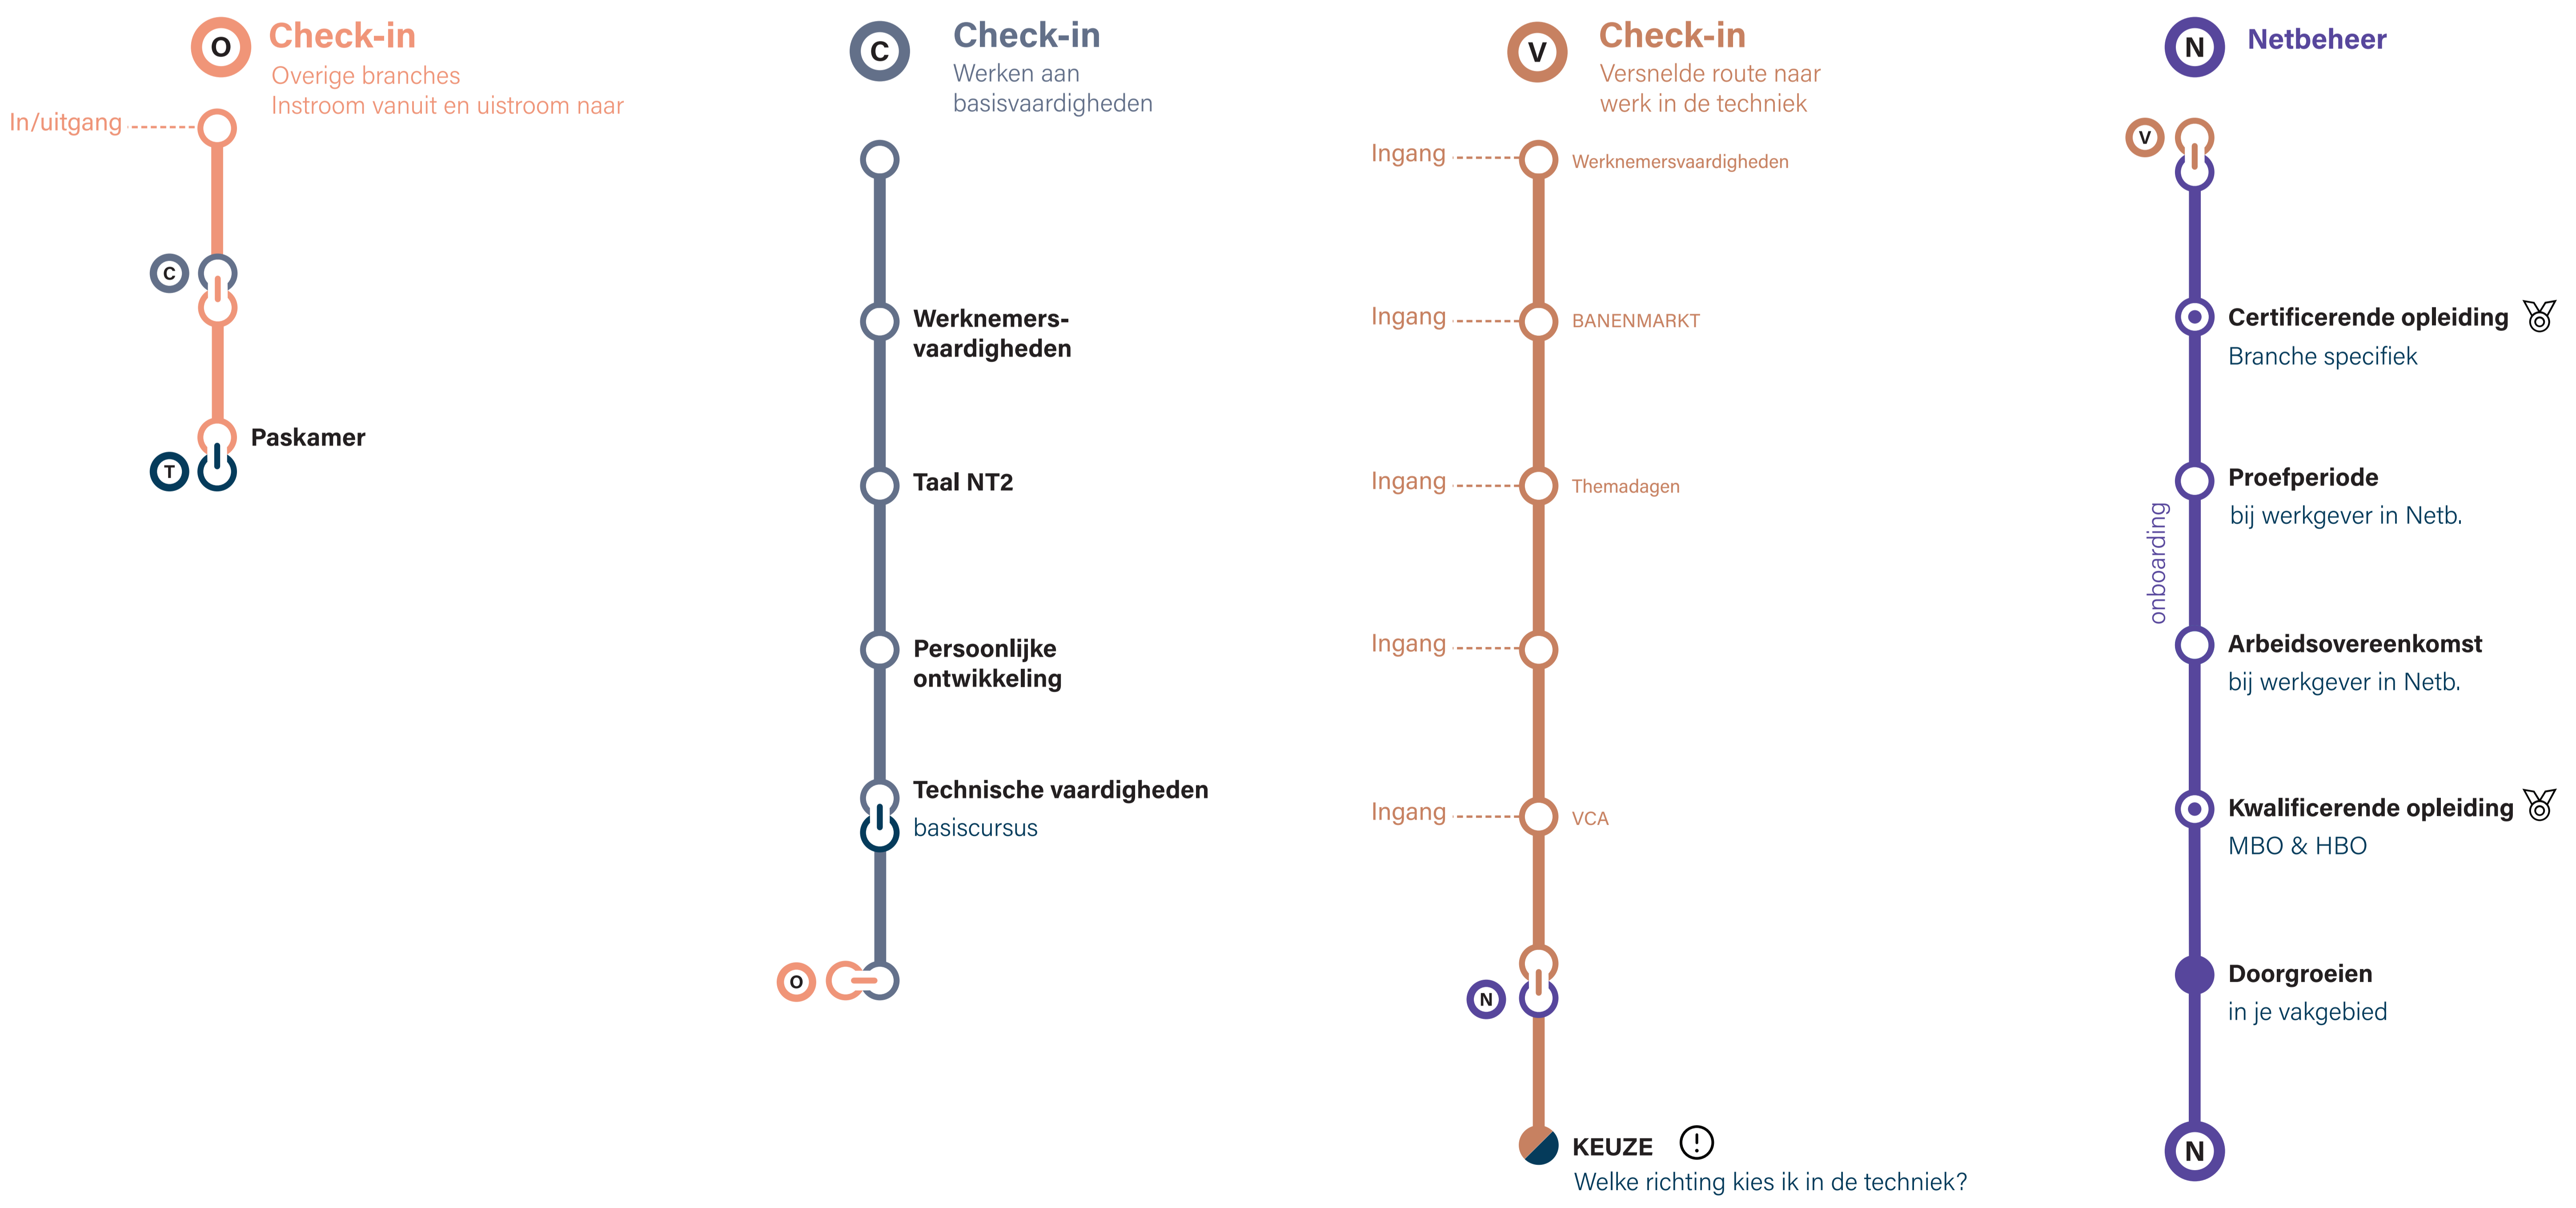 O
Check-in
Overige branches
Instroom vanuit en uistroom naar
In/uitgang
C
Paskamer
T
C
Check-in
Werken aan
basisvaardigheden
Werknemers-
vaardigheden
Taal NT2
Persoonlijke
ontwikkeling
Technische vaardigheden
basiscursus
O
V
Check-in
Versnelde route naar
werk in de techniek
Ingang
Werknemersvaardigheden
Ingang
BANENMARKT
Ingang
Themadagen
Ingang
Ingang
VCA
N
KEUZE
Welke richting kies ik in de techniek?
N
Netbeheer
V
Certificerende opleiding
Branche specifiek
Proefperiode
bij werkgever in Netb.
onboarding
Arbeidsovereenkomst
bij werkgever in Netb.
Kwalificerende opleiding
MBO & HBO
Doorgroeien
in je vakgebied
N